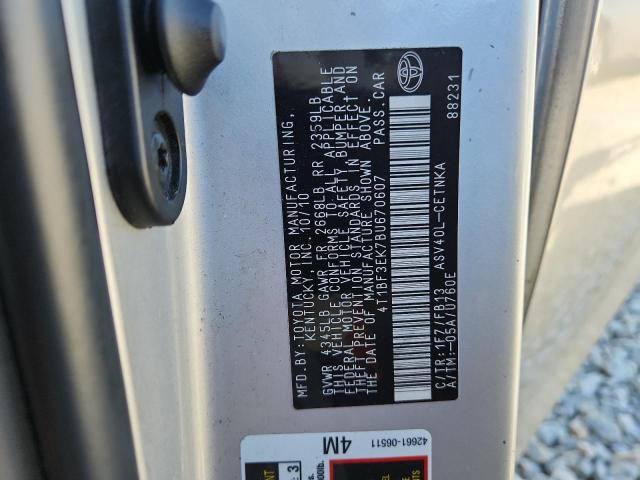 MFD.BY:TOYOTA MOTOR MANUFACTURING,
KENTUCKY, INC. 10/10
GVWR 4345LB GAWR FR 2668LB RR 2359LB
THIS VEHICLE CONFORMS TO ALL APPLICABLE
FEDERAL MOTOR VEHICLE SAFETY, BUMPER AND
THEFT PREVENTION STANDARDS IN EFFECT ON
THE DATE OF MANUFACTURE SHOWN ABOVE.
4T1BF3EK7BU670607 PASS.CAR
C/TR:1F7/FB13 ASV40L-CETNKA
A/TM:-05A/U760E
88231
42661-06511
4M
3